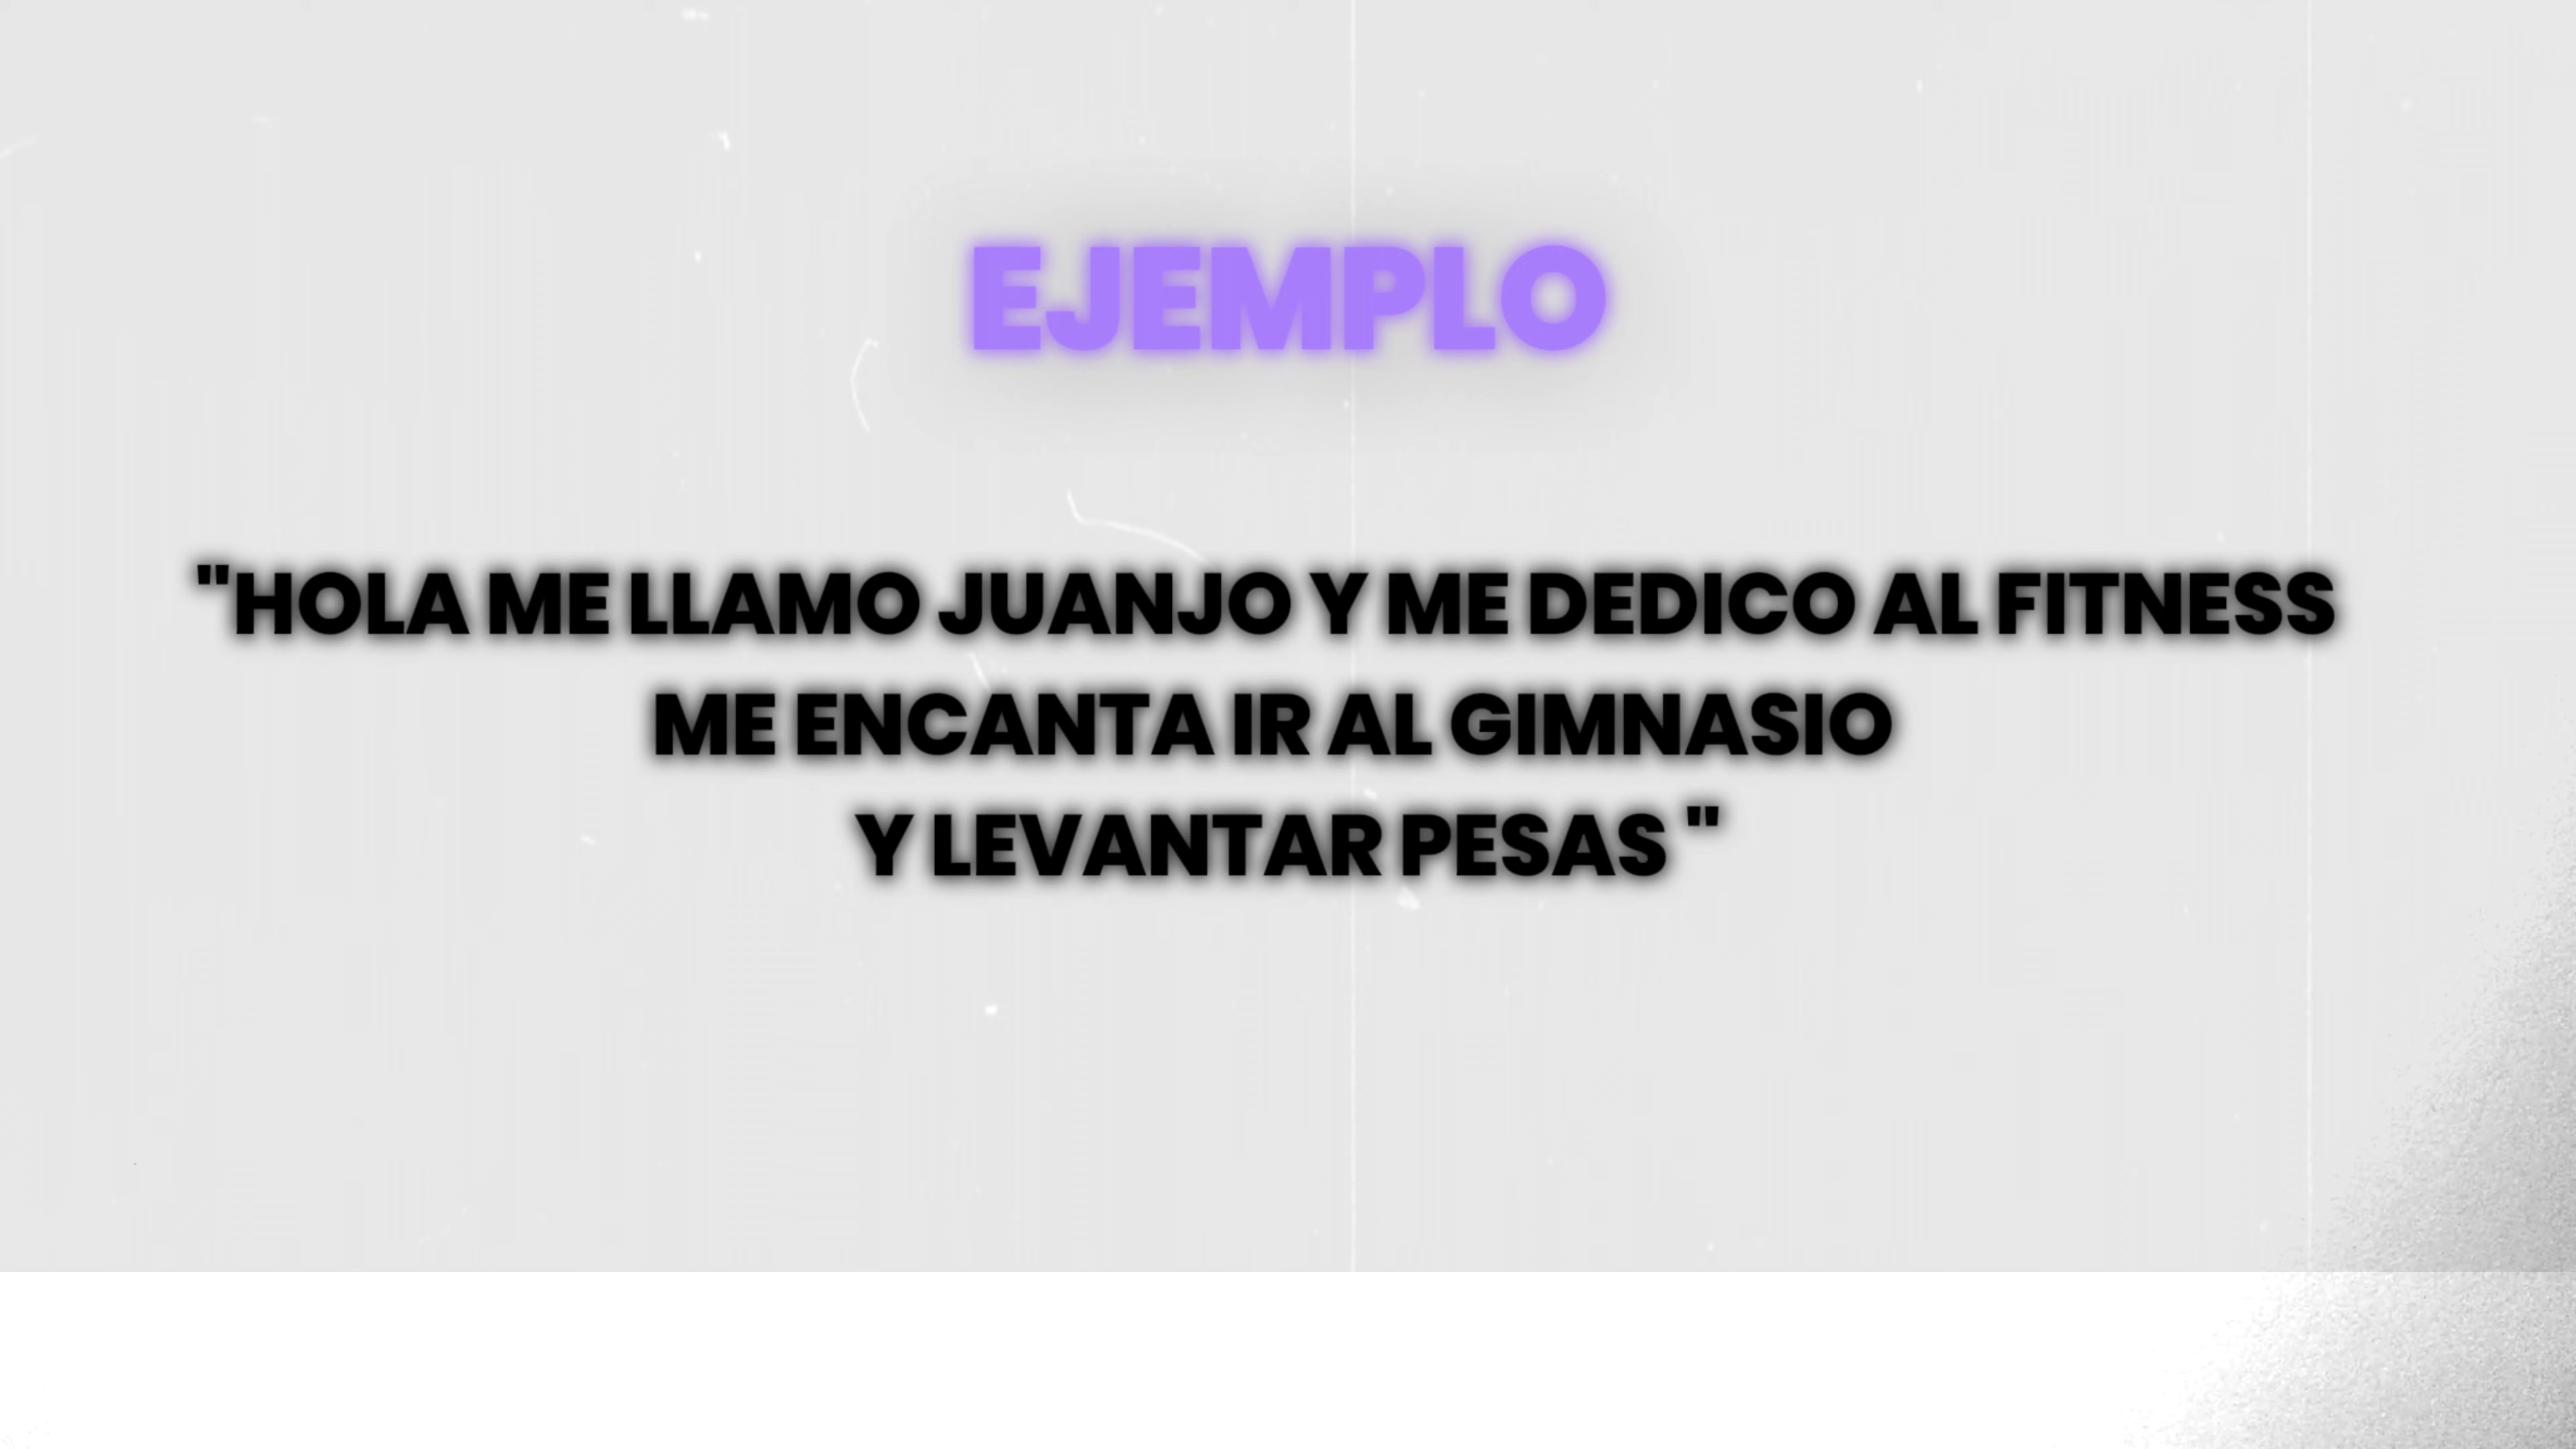 EJEMPLO
"HOLA ME LLAMO JUANJO Y ME DEDICO AL FITNESS
ME ENCANTA IR AL GIMNASIO
Y LEVANTAR PESAS "